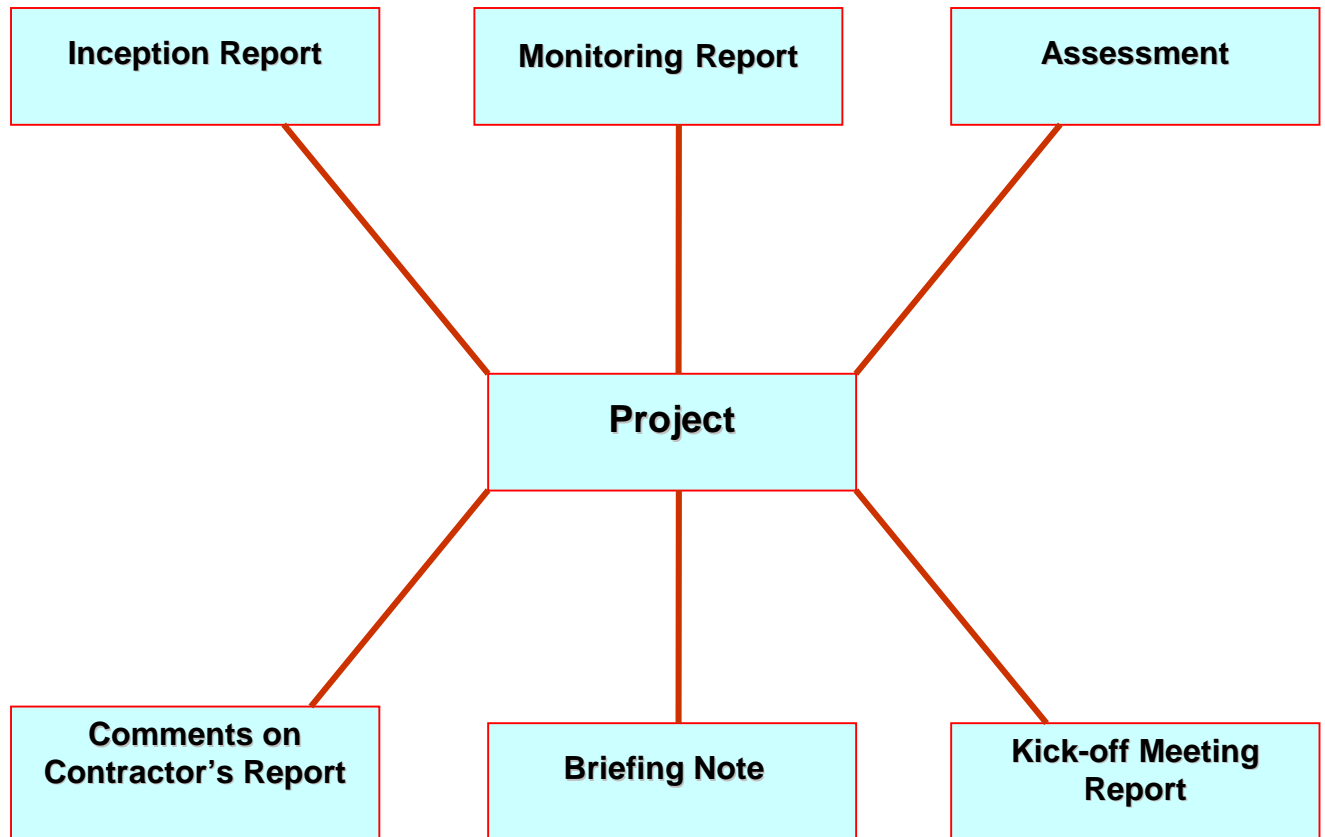 Inception Report
Monitoring Report
Assessment
Project
Comments on
Contractor’s Report
Briefing Note
Kick-off Meeting
Report